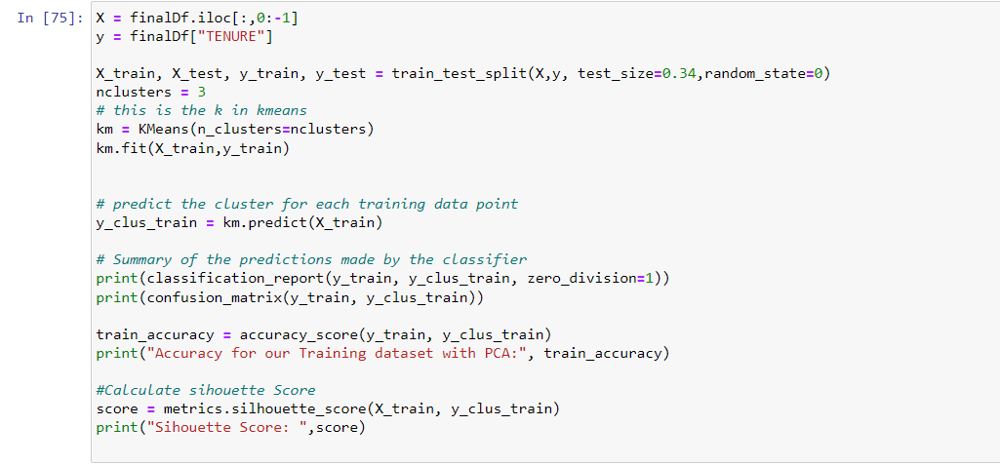 In [75]: X = finalDf.iloc[:,0:-1]
y = finalDf["TENURE"]
X_train, X_test, y_train, y_test = train_test_split(X,y, test_size=0.34,random_state=0)
nclusters = 3
# this is the k in kmeans
km = KMeans(n_clusters=nclusters)
km.fit(X_train,y_train)
# predict the cluster for each training data point
y_clus_train = km.predict(X_train)
# Summary of the predictions made by the classifier
print(classification_report(y_train, y_clus_train, zero_division=1))
print(confusion_matrix(y_train, y_clus_train))
train_accuracy = accuracy_score(y_train, y_clus_train)
print("Accuracy for our Training dataset with PCA:", train_accuracy)
#Calculate sihouette Score
score = metrics.silhouette_score(X_train, y_clus_train)
print("Sihouette Score: ",score)